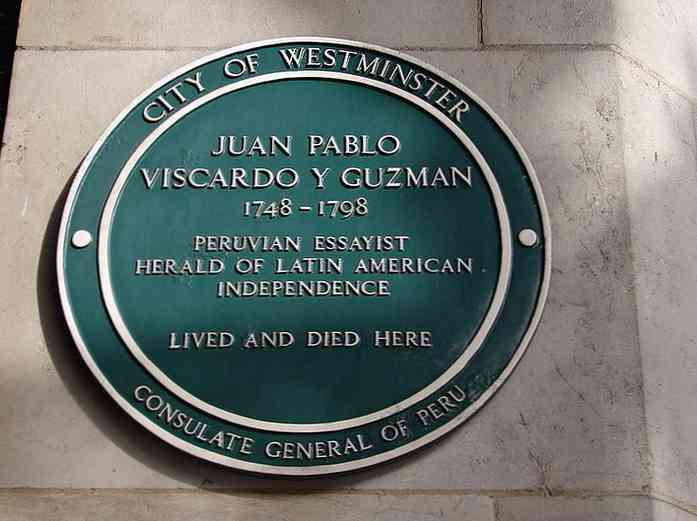 CITY OF WESTMINSTER
JUAN PABLO
VISCARDO Y GUZMAN
1748 - 1798
PERUVIAN ESSAYIST
HERALD OF LATIN AMERICAN
INDEPENDENCE
LIVED AND DIED HERE
CONSULATE GENERAL OF PERU